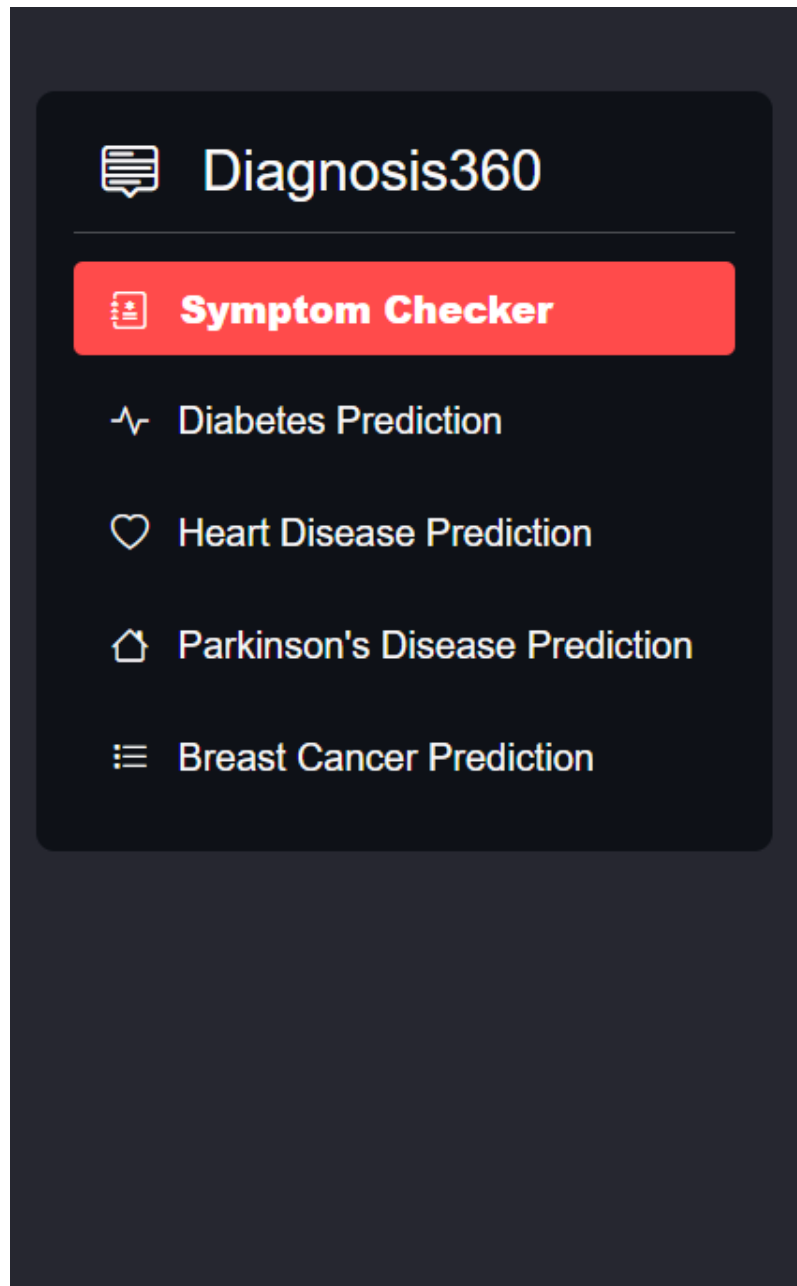 Diagnosis360
Symptom Checker
Diabetes Prediction
Heart Disease Prediction
Parkinson's Disease Prediction
Breast Cancer Prediction